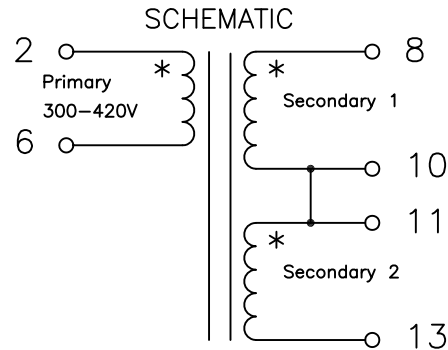 SCHEMATIC
2
Primary
300-420V
6
*
*
8
Secondary 1
10
11
*
Secondary 2
13